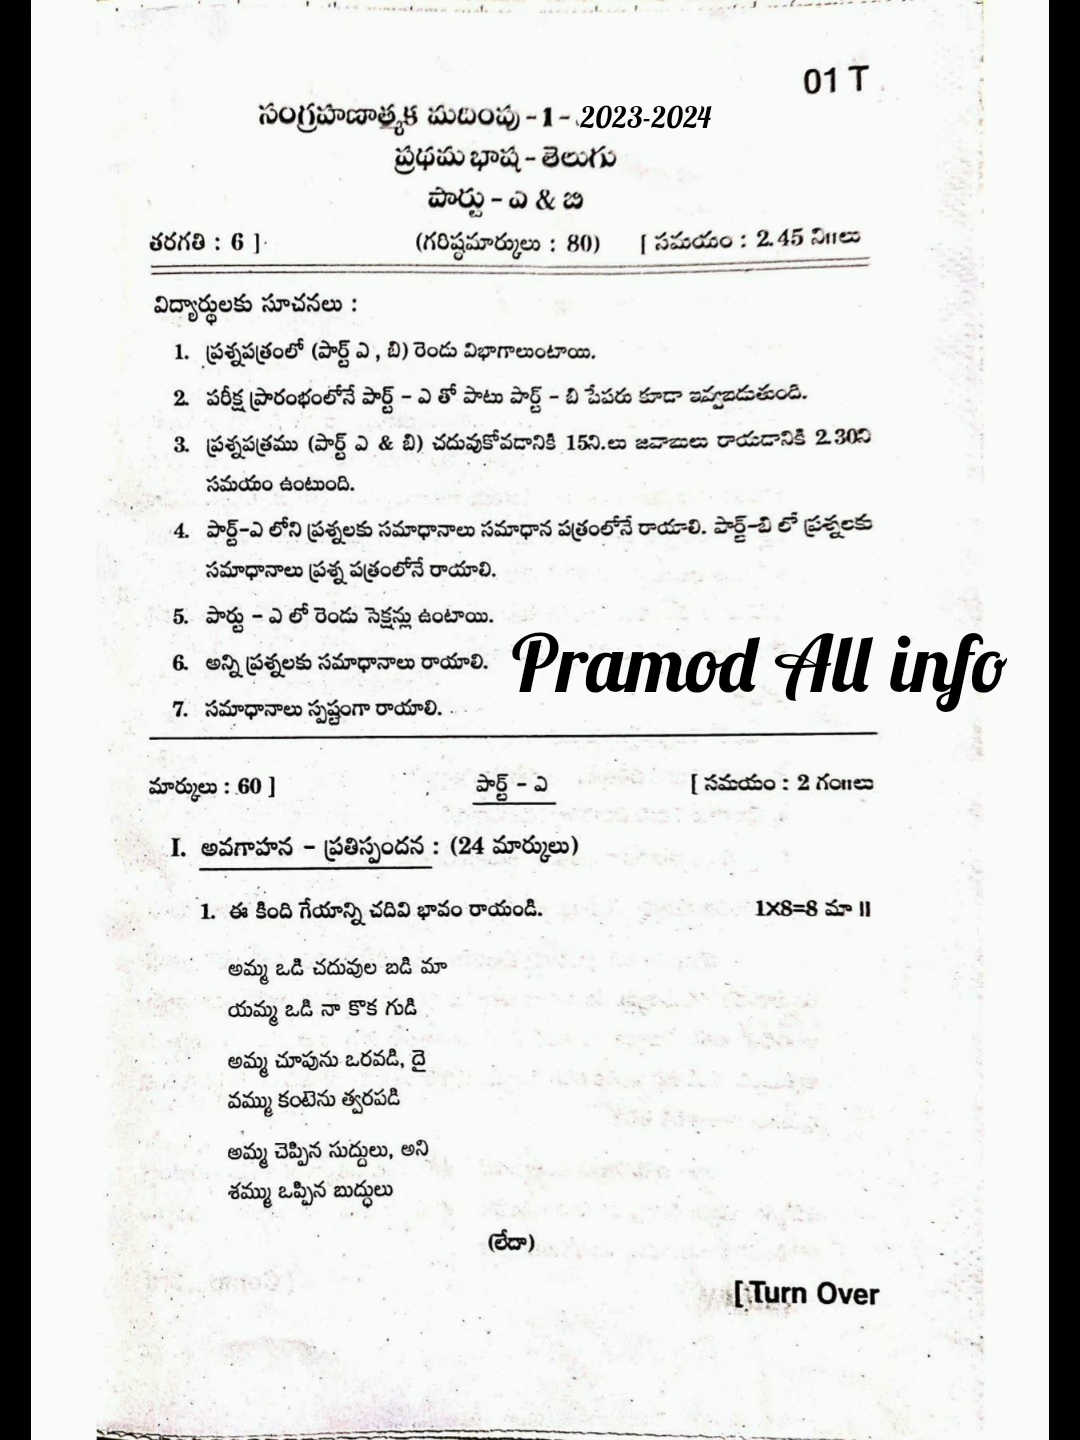 01 T
సంగ్రహణాత్మక మదింపు - 1 - 2023-2024
ప్రథమ భాష - తెలుగు
పార్టు - ఎ & బి
తరగతి : 6 ] (గరిష్ఠమార్కులు : 80) [ సమయం : 2.45 ని॥లు
విద్యార్థులకు సూచనలు :
1. ప్రశ్నపత్రంలో (పార్ట్ ఎ , బి) రెండు విభాగాలుంటాయి.
2. పరీక్ష ప్రారంభంలోనే పార్ట్ - ఎ తో పాటు పార్ట్ - బి పేపరు కూడా ఇవ్వబడుతుంది.
3. ప్రశ్నపత్రము (పార్ట్ ఎ & బి) చదువుకోవడానికి 15ని.లు జవాబులు రాయడానికి 2.30ని
సమయం ఉంటుంది.
4. పార్ట్-ఎ లోని ప్రశ్నలకు సమాధానాలు సమాధాన పత్రంలోనే రాయాలి. పార్ట్-బి లో ప్రశ్నలకు
సమాధానాలు ప్రశ్న పత్రంలోనే రాయాలి.
5. పార్టు - ఎ లో రెండు సెక్షన్లు ఉంటాయి.
6. అన్ని ప్రశ్నలకు సమాధానాలు రాయాలి.
Pramod All info
7. సమాధానాలు స్పష్టంగా రాయాలి.
మార్కులు : 60 ] పార్ట్ - ఎ [ సమయం : 2 గం॥లు
I. అవగాహన - ప్రతిస్పందన : (24 మార్కులు)
1. ఈ కింది గేయాన్ని చదివి భావం రాయండి. 1×8=8 మా ॥
అమ్మ ఒడి చదువుల బడి మా
యమ్మ ఒడి నా కొక గుడి
అమ్మ చూపును ఒరవడి, దై
వమ్ము కంటెను త్వరపడి
అమ్మ చెప్పిన సుద్దులు, అని
శమ్ము ఒప్పిన బుద్ధులు
(లేదా)
[ Turn Over